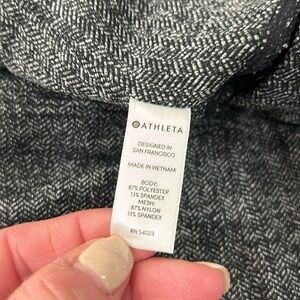 ATHLETA
DESIGNED IN
SAN FRANCISCO
MADE IN VIETNAM
BODY:
87% POLYESTER
13% SPANDEX
MESH:
87% NYLON
13% SPANDEX
RN 54023